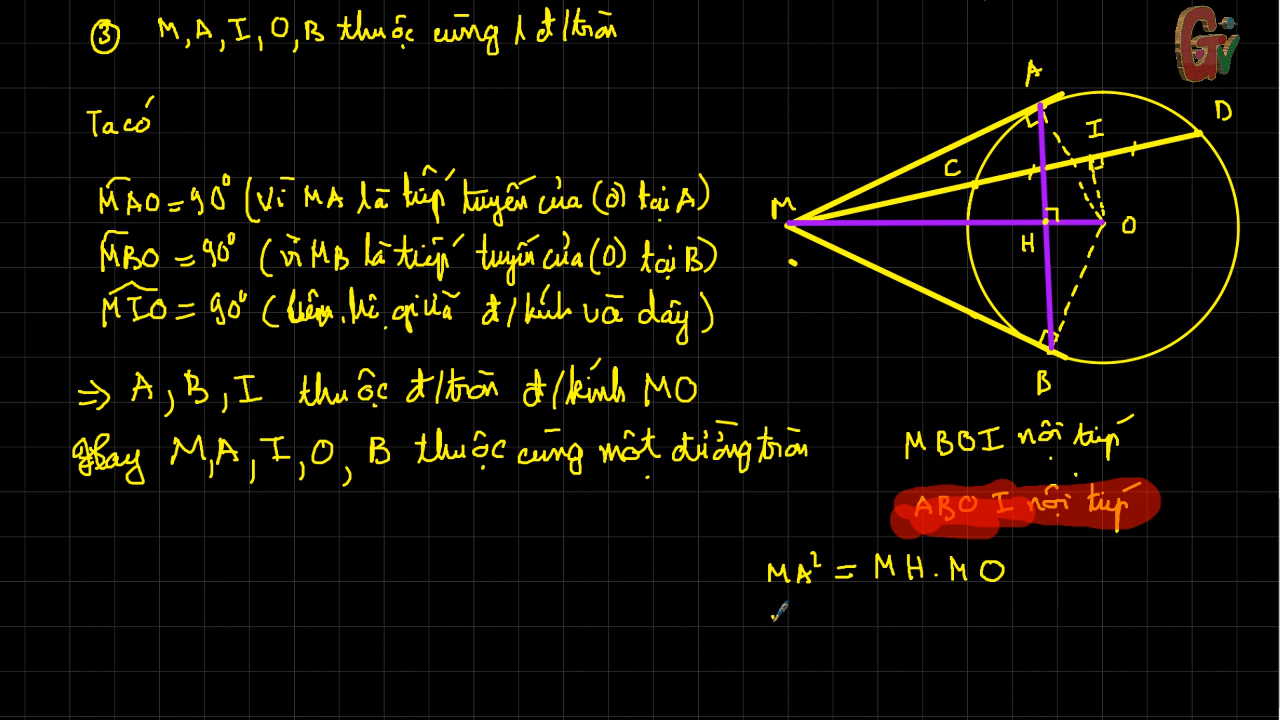 ③ M, A, I, O, B thuộc cùng 1 đ/tròn
Ta có
MAO = 90° (vì MA là tiếp tuyến của (O) tại A)
MBO = 90° (vì MB là tiếp tuyến của (O) tại B)
MIO = 90° (liên hệ giữa đ/kính và dây)
=> A, B, I thuộc đ/tròn đ/kính MO
Hay M, A, I, O, B thuộc cùng một đường tròn
A
D
I
C
M
H
O
B
MBOI nội tiếp
ABOI nội tiếp
MA² = MH.MO
GTV